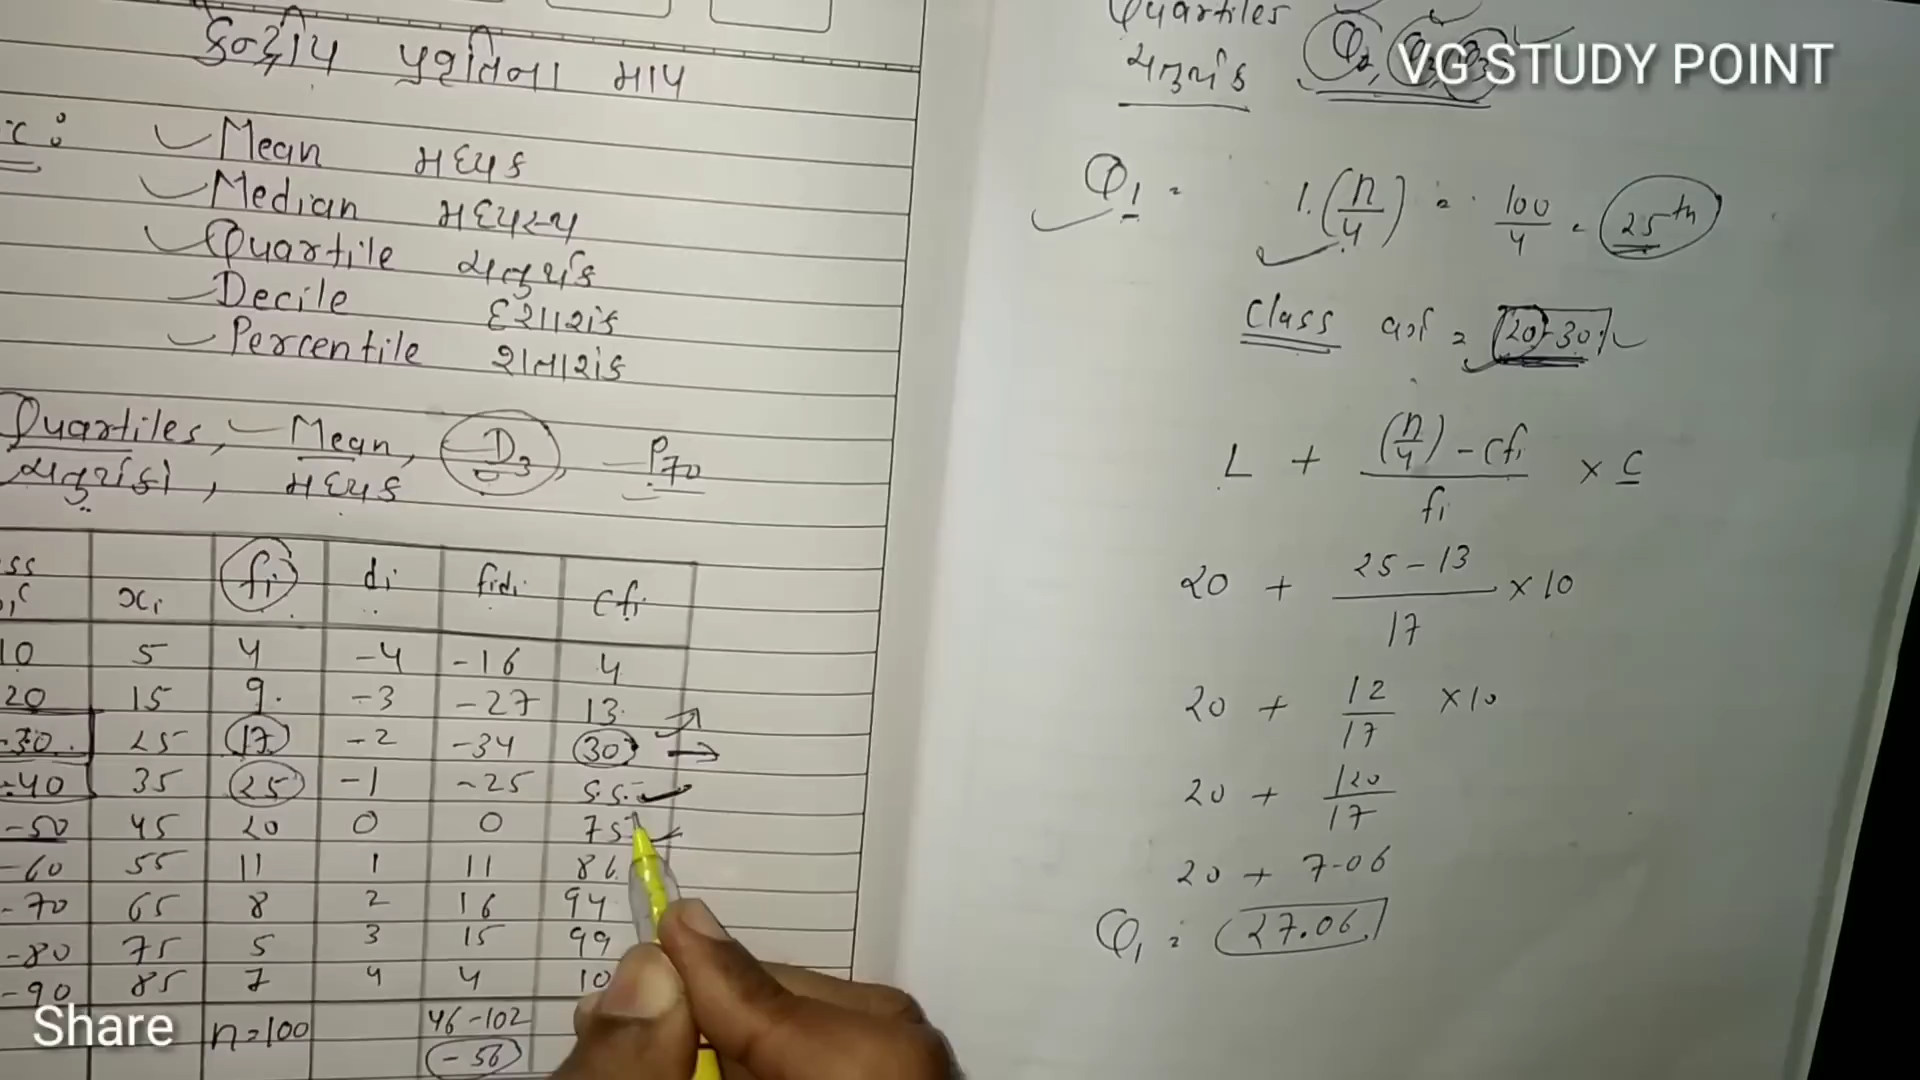 કેન્દ્રીય પ્રવૃત્તિના માપ
Mean મધ્યક
Median મધ્યસ્થ
Quartile ચતુર્થક
Decile દશાંશક
Percentile શતાંશક
Quartiles, Mean, D3, P70
મધ્યક
xi fi di fidi cfi
10 5 4 -4 -16 4
20 15 9. -3 -27 13
-30 25 17 -2 -34 30
-40 35 25 -1 -25 55
-50 45 20 0 0 75
-60 55 11 1 11 86
-70 65 8 2 16 94
-80 75 5 3 15 99
-90 85 7 4 4 10
n=100 46-102
-56
Quartiles
VG STUDY POINT
Q1 = 1.(n/4) = 100/4 = 25th
Class વર્ગ = 20-30
L + (n/4) - cfi / fi × C
20 + 25-13 / 17 ×10
20 + 12/17 ×10
20 + 120/17
20 + 7.06
Q1 = 27.06
Share